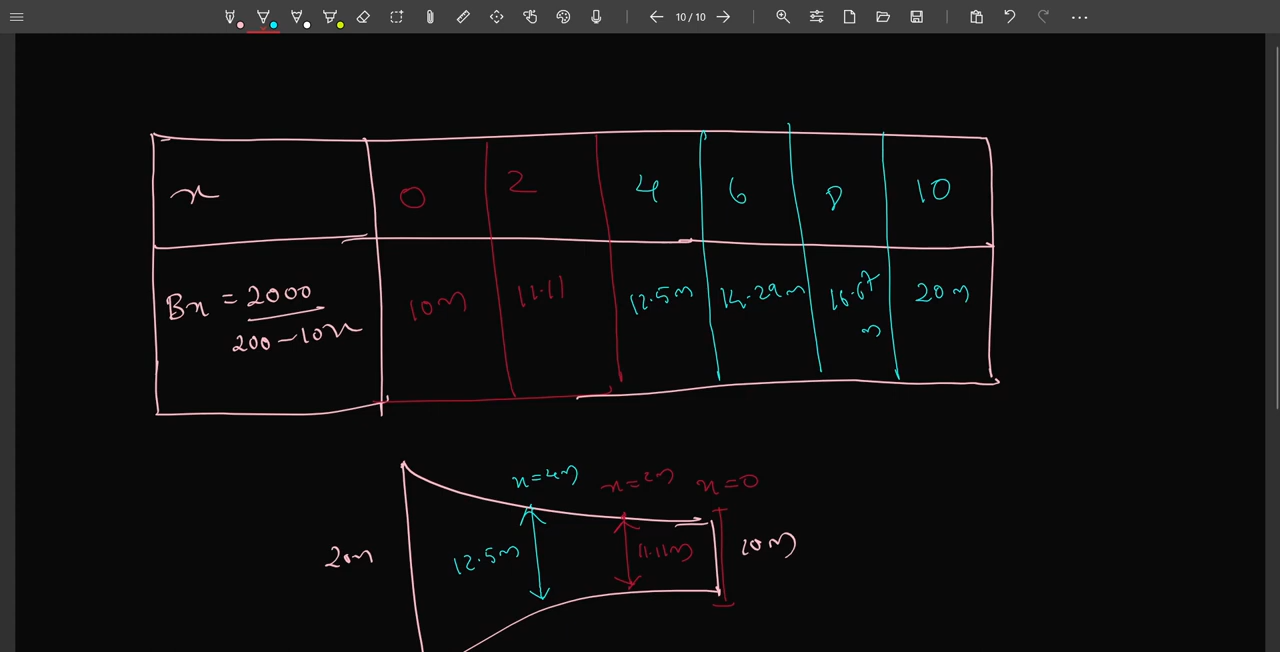 10 / 10
x 0 2 4 6 8 10
Bx = 2000 / 200 - 10x 10m 11.11 12.5m 14.29m 16.67 m 20m
x=4m x=2m x=0
20m 12.5m 11.11m 10m